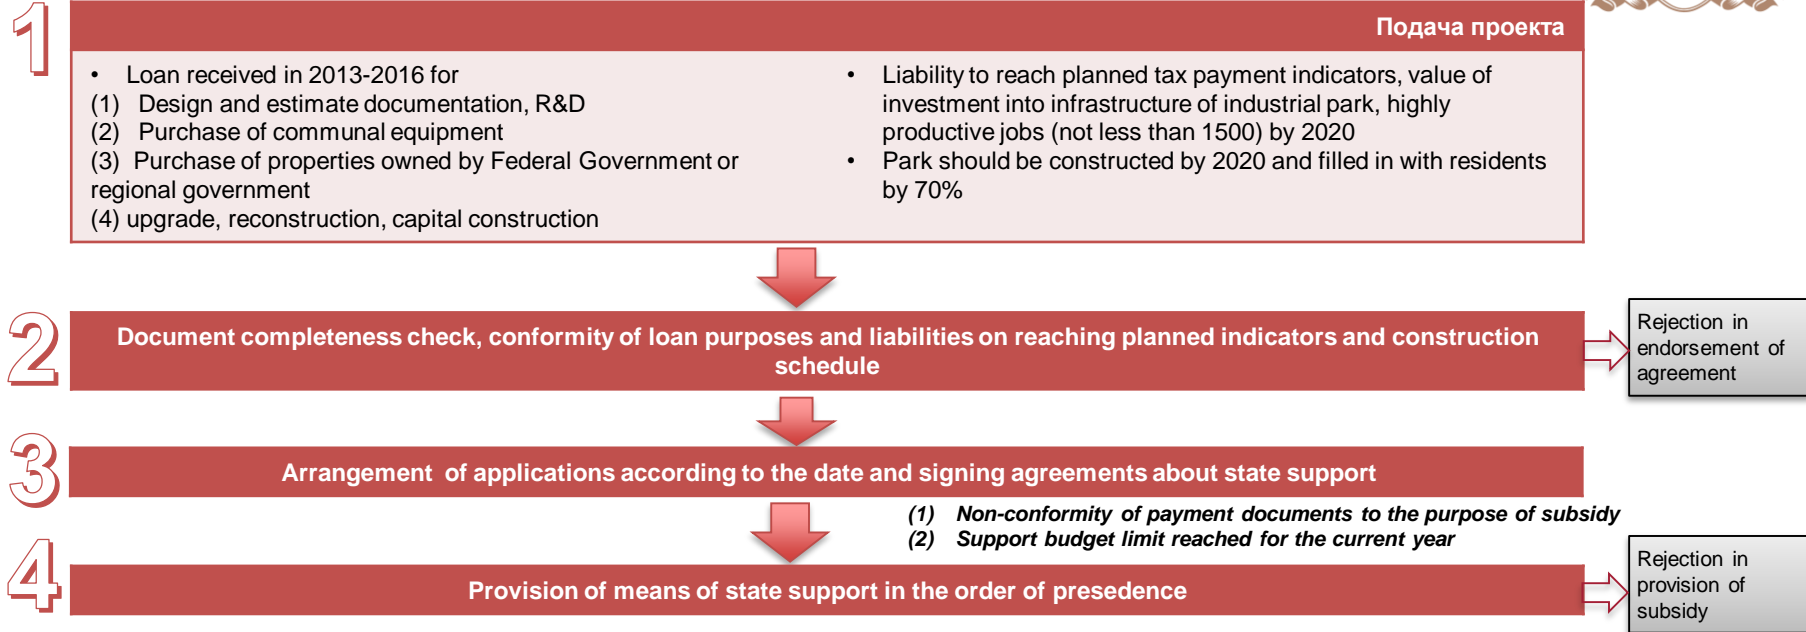 1
Подача проекта
• Loan received in 2013-2016 for
(1) Design and estimate documentation, R&D
(2) Purchase of communal equipment
(3) Purchase of properties owned by Federal Government or
regional government
(4) upgrade, reconstruction, capital construction
• Liability to reach planned tax payment indicators, value of
investment into infrastructure of industrial park, highly
productive jobs (not less than 1500) by 2020
• Park should be constructed by 2020 and filled in with residents
by 70%
2
Document completeness check, conformity of loan purposes and liabilities on reaching planned indicators and construction
schedule
Rejection in
endorsement of
agreement
3
Arrangement of applications according to the date and signing agreements about state support
(1) Non-conformity of payment documents to the purpose of subsidy
(2) Support budget limit reached for the current year
4
Provision of means of state support in the order of presedence
Rejection in
provision of
subsidy